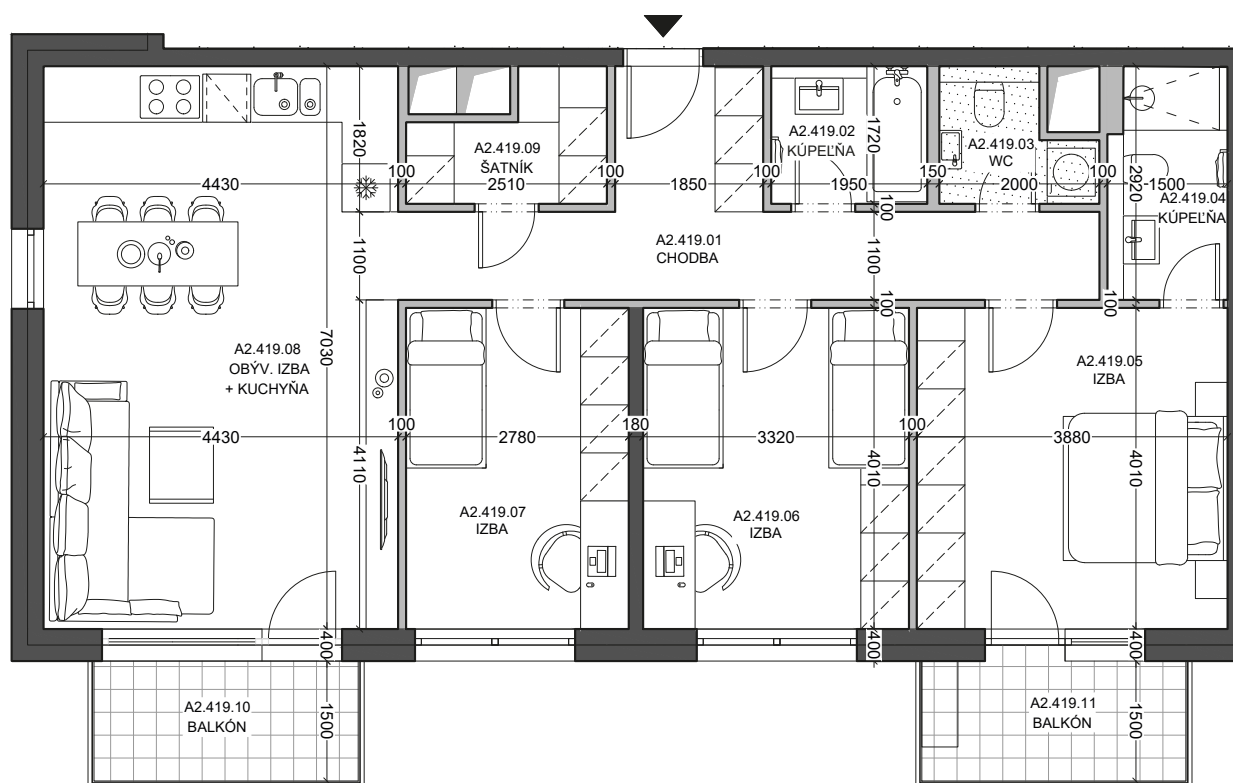 A2.419.09
ŠATNÍK
A2.419.02
KÚPEĽŇA
A2.419.03
WC
A2.419.04
KÚPEĽŇA
1820
1720
2920
4430
100
2510
100
1850
100
1950
150
2000
100
1500
100
A2.419.01
CHODBA
1100
1100
100
100
7030
A2.419.08
OBÝV. IZBA
+ KUCHYŇA
A2.419.05
IZBA
4430
100
2780
180
3320
100
3880
4110
4010
4010
A2.419.07
IZBA
A2.419.06
IZBA
400
400
400
A2.419.10
BALKÓN
1500
A2.419.11
BALKÓN
1500